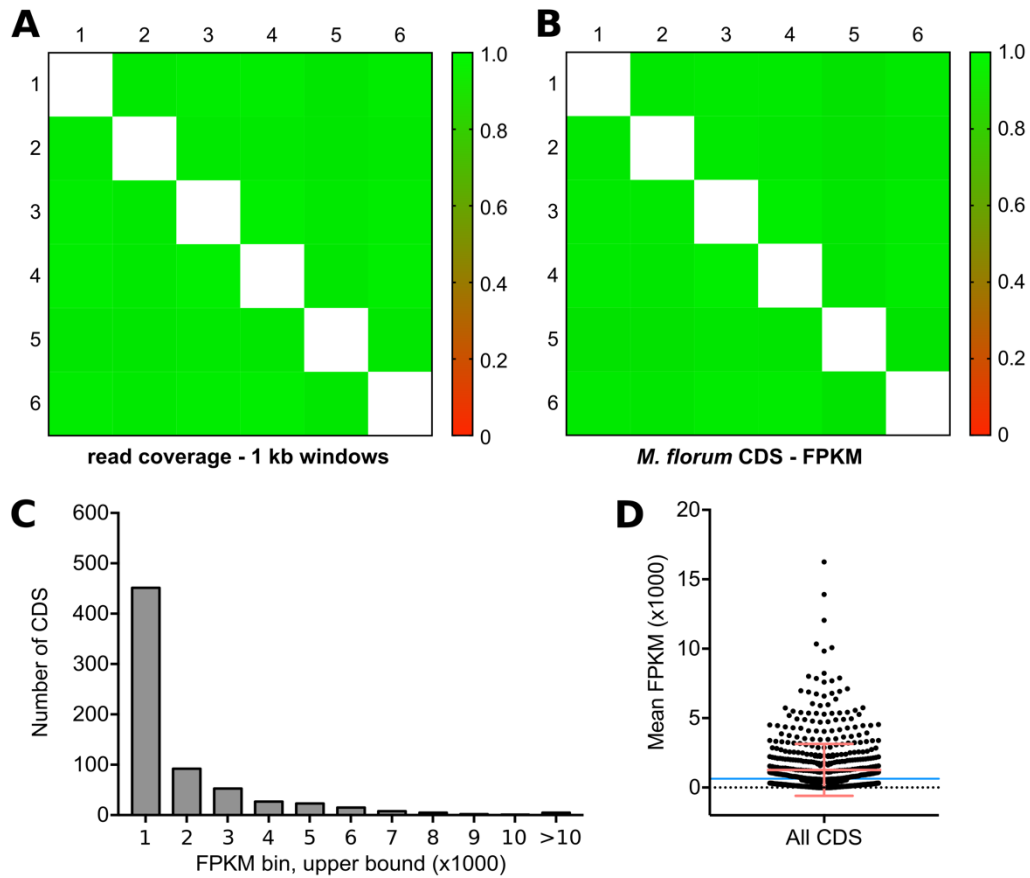 A
1 2 3 4 5 6
1
2
3
4
5
6
1.0
0.8
0.6
0.4
0.2
0
read coverage - 1 kb windows
B
1 2 3 4 5 6
1
2
3
4
5
6
1.0
0.8
0.6
0.4
0.2
0
M. florum CDS - FPKM
C
Number of CDS
600
500
400
300
200
100
0
1 2 3 4 5 6 7 8 9 10 >10
FPKM bin, upper bound (x1000)
D
Mean FPKM (x1000)
20
15
10
5
0
All CDS